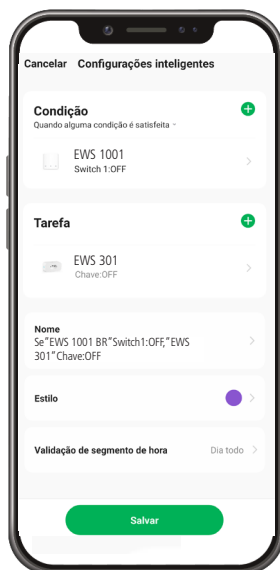 Cancelar Configurações inteligentes
Condição
Quando alguma condição é satisfeita
EWS 1001
Switch 1:OFF
Tarefa
EWS 301
Chave:OFF
Nome
Se"EWS 1001 BR"Switch1:OFF,"EWS
301"Chave:OFF
Estilo
Validação de segmento de hora Dia todo
Salvar